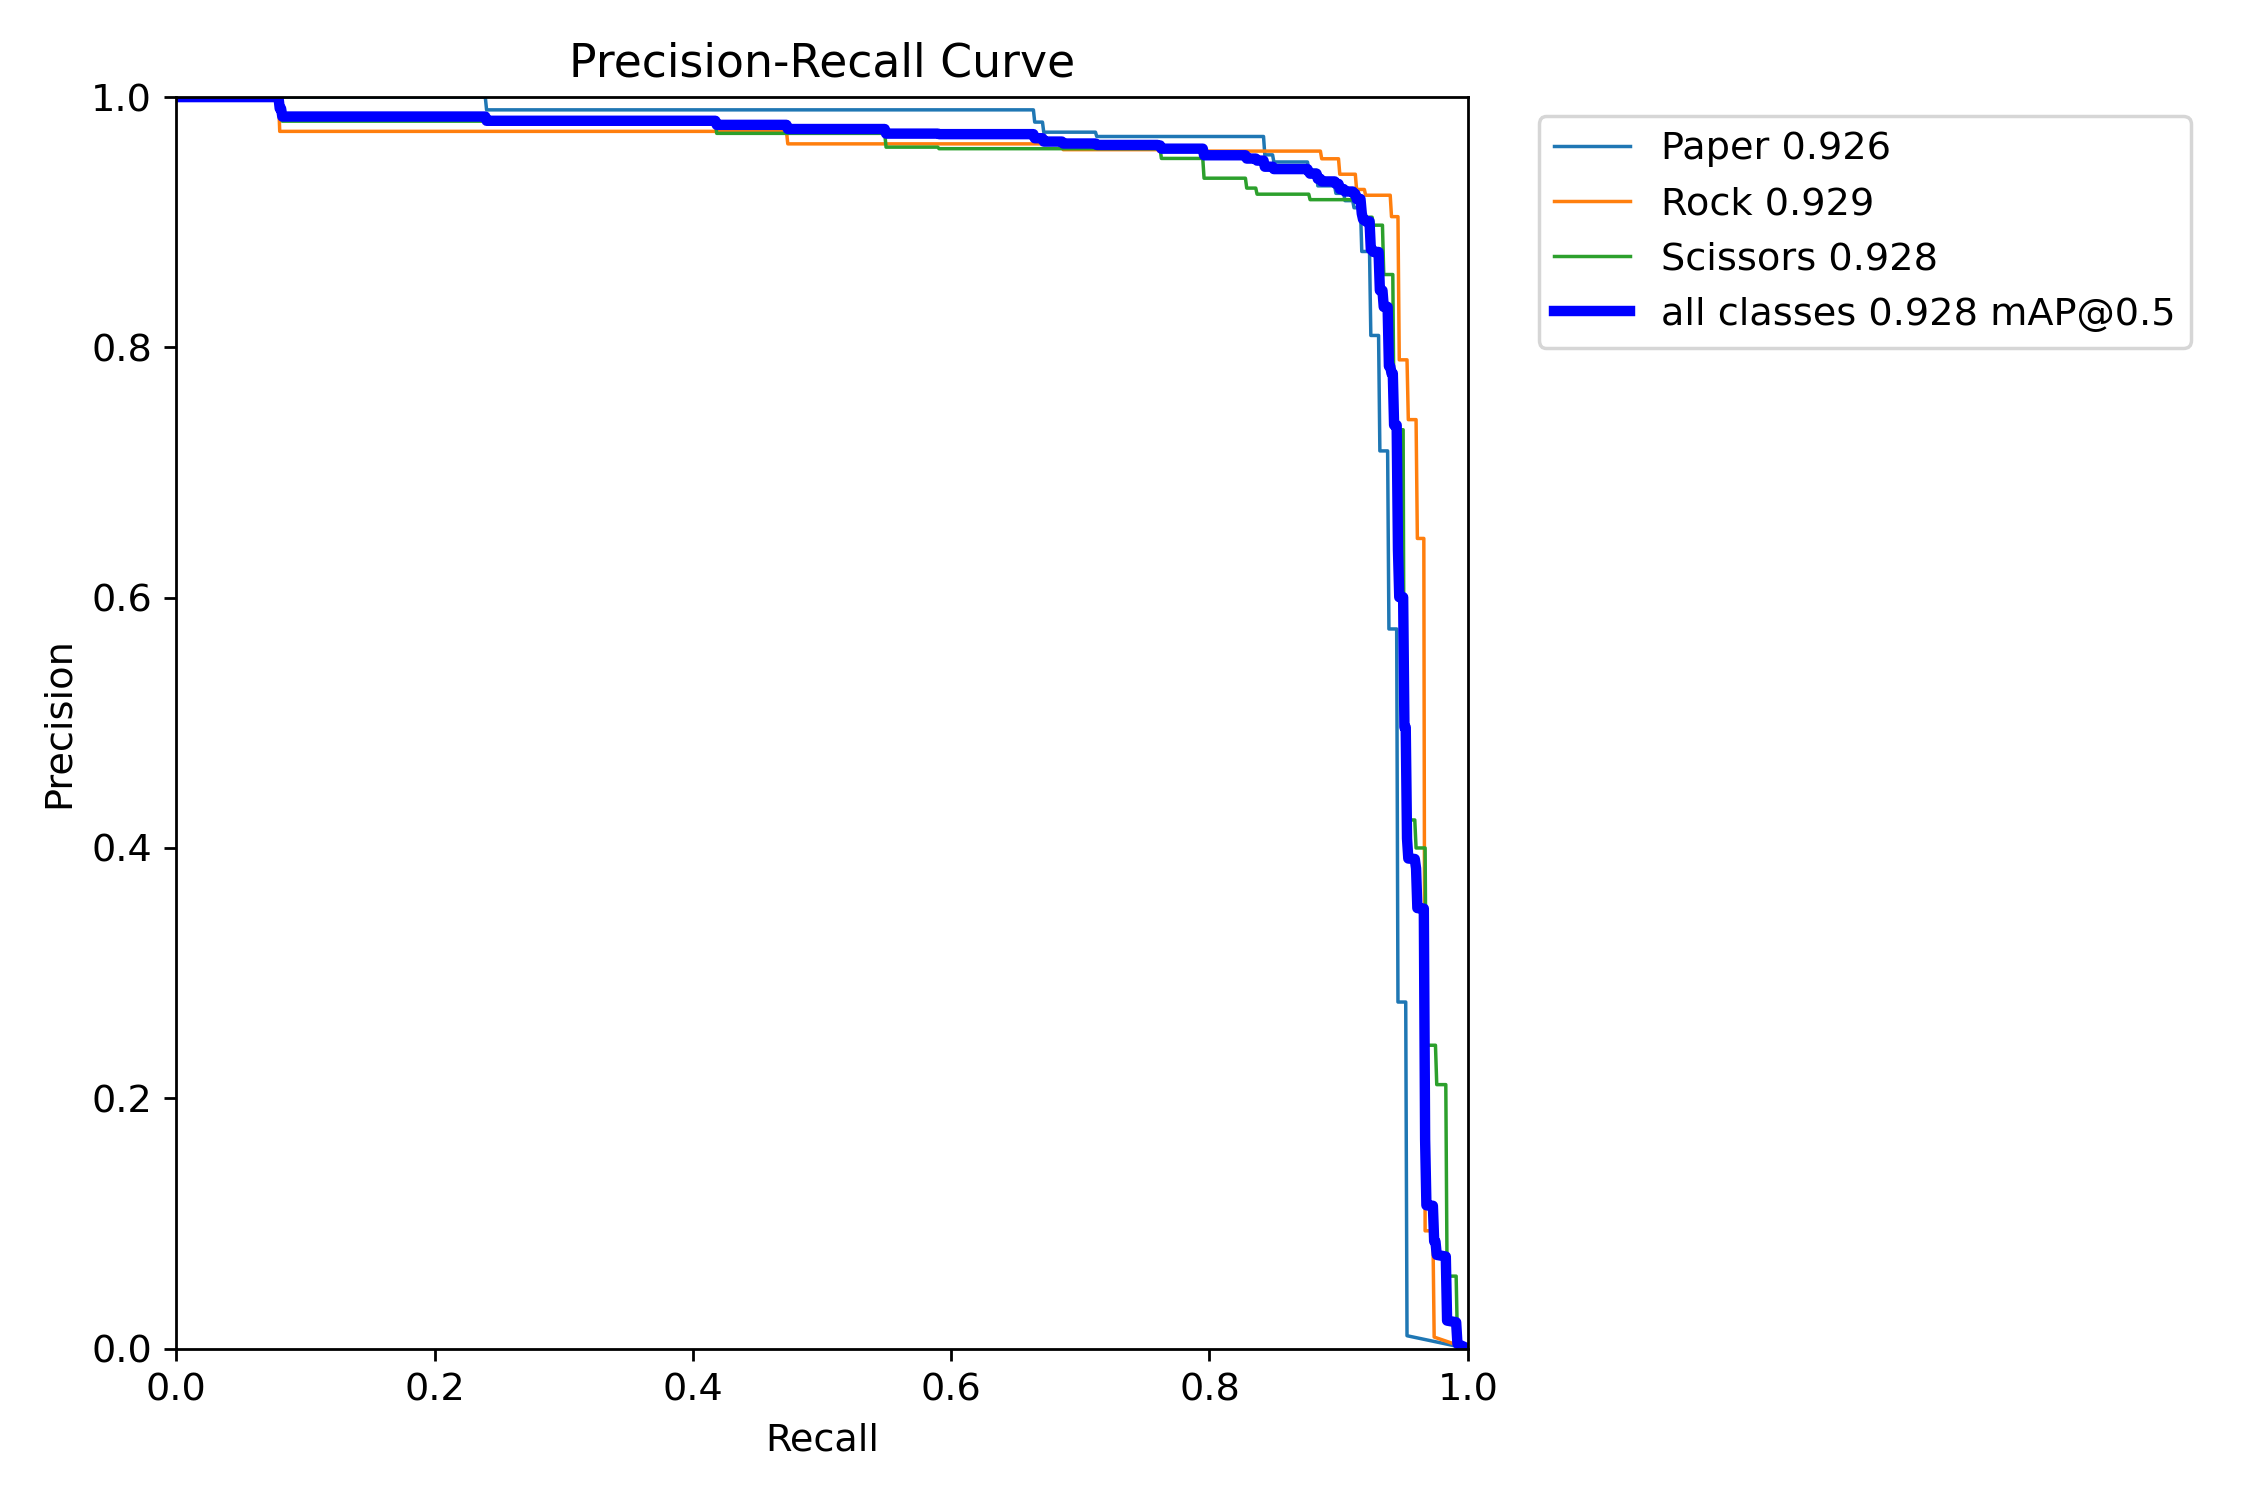 Precision-Recall Curve
1.0
0.8
0.6
0.4
0.2
0.0
Precision
0.0 0.2 0.4 0.6 0.8 1.0
Recall
Paper 0.926
Rock 0.929
Scissors 0.928
all classes 0.928 mAP@0.5